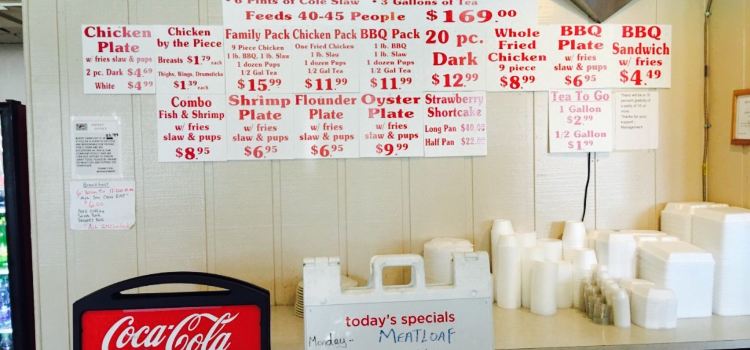 6 Pints of Cole Slaw • 3 Gallons of Tea
Feeds 40-45 People $169.00
Chicken Plate
w/ fries
slaw & pups
2 pc. Dark $4.69
White $4.99
Chicken by the Piece
Breasts $1.79 each
Thighs, Wings, Drumsticks
$1.39 each
Family Pack
9 Piece Chicken
1 lb. BBQ, 1 lb. Slaw
1 dozen Pups
1/2 Gal Tea
$15.99
Chicken Pack
One Fried Chicken
1 lb. Slaw
1 dozen Pups
1/2 Gal Tea
$11.99
BBQ Pack
1 lb. BBQ
1 lb. Slaw
1 dozen Pups
1/2 Gal Tea
$11.99
20 pc.
Dark
$12.99
Whole
Fried
Chicken
9 piece
$8.99
BBQ
Plate
w/ fries
slaw & pups
$6.95
BBQ
Sandwich
w/ fries
$4.49
Combo
Fish & Shrimp
w/ fries
slaw & pups
$8.95
Shrimp
Plate
w/ fries
slaw & pups
$6.95
Flounder
Plate
w/ fries
slaw & pups
$6.95
Oyster
Plate
w/ fries
slaw & pups
$9.99
Strawberry
Shortcake
Long Pan $40.00
Half Pan
Tea To Go
1 Gallon
$2.99
1/2 Gallon
$1.99
Management
Breakfast
$6.00
Coca-Cola
today's specials
Monday - MEATLOAF